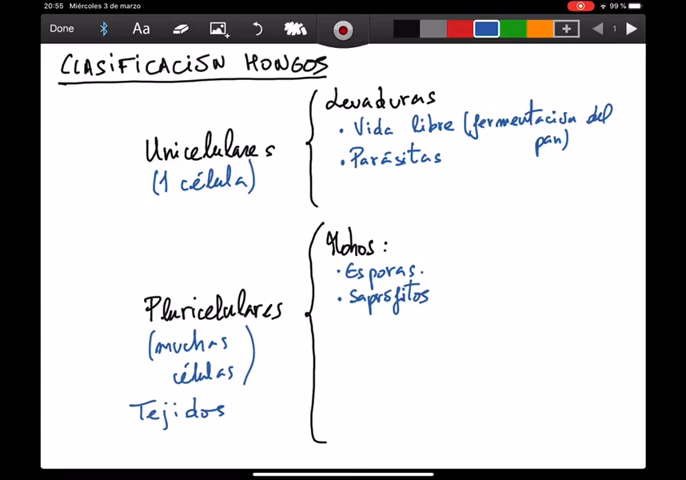 20:55 Miércoles 3 de marzo
99 %
Done
Aa
1
CLASIFICACIÓN HONGOS
Unicelulares
(1 célula)
Levaduras
• Vida libre (fermentación del
pan)
• Parásitas
Pluricelulares
(muchas
células)
Tejidos
Mohos:
• Esporas.
• Saprófitos